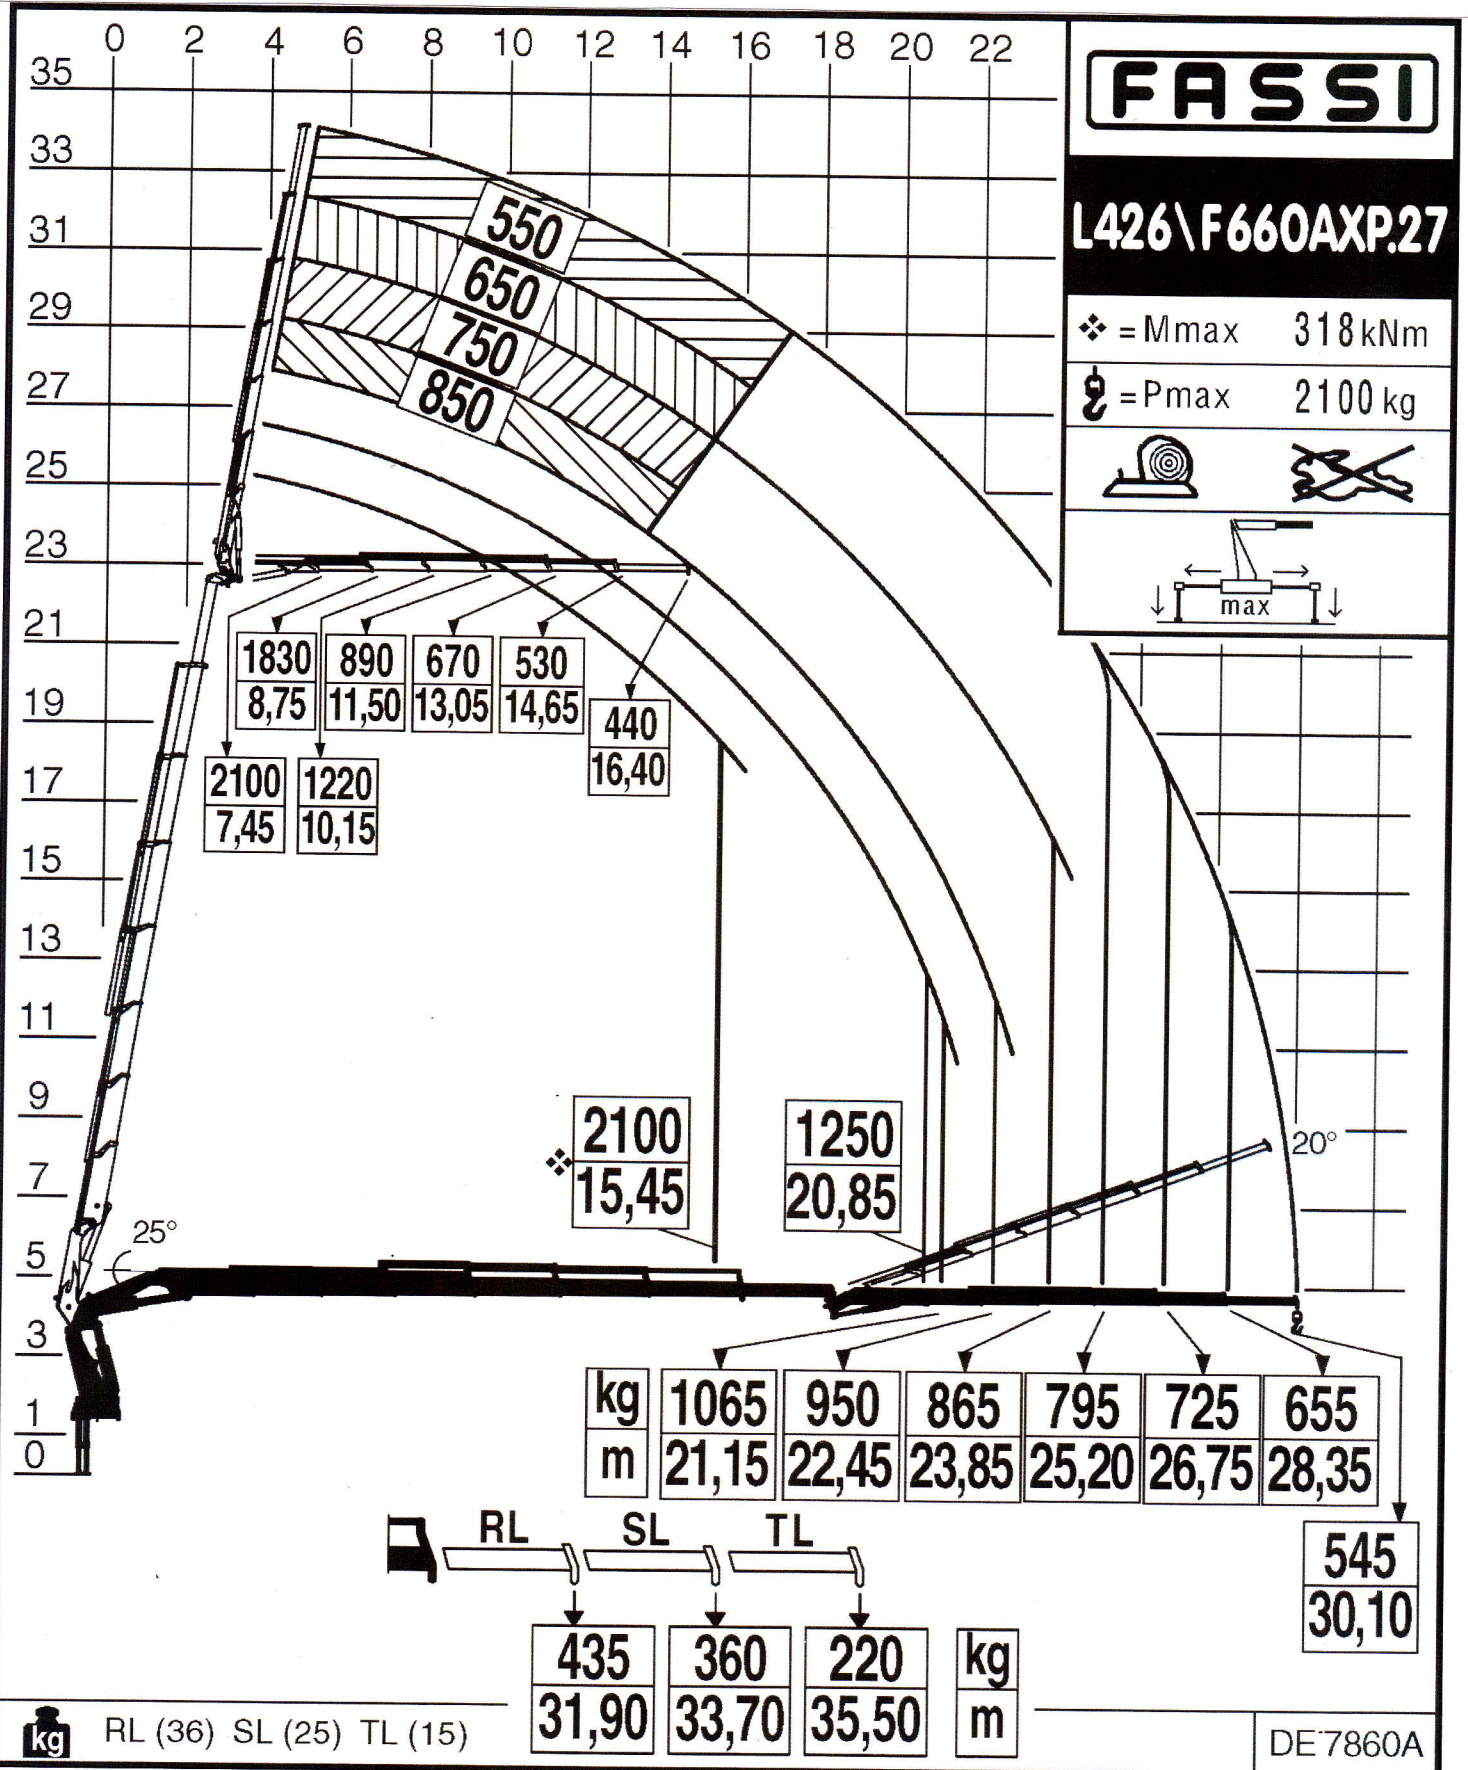 0 2 4 6 8 10 12 14 16 18 20 22
35
33
31
29
27
25
23
21
19
17
15
13
11
9
7
5
3
1
0
FASSI
L426\F660AXP.27
= Mmax 318 kNm
= Pmax 2100 kg
max
550
650
750
850
1830 890 670 530
8,75 11,50 13,05 14,65
440
16,40
2100 1220
7,45 10,15
2100 1250
15,45 20,85
20°
25°
kg 1065 950 865 795 725 655
m 21,15 22,45 23,85 25,20 26,75 28,35
545
30,10
RL SL TL
435 360 220 kg
31,90 33,70 35,50 m
kg RL (36) SL (25) TL (15)
DE 7860A